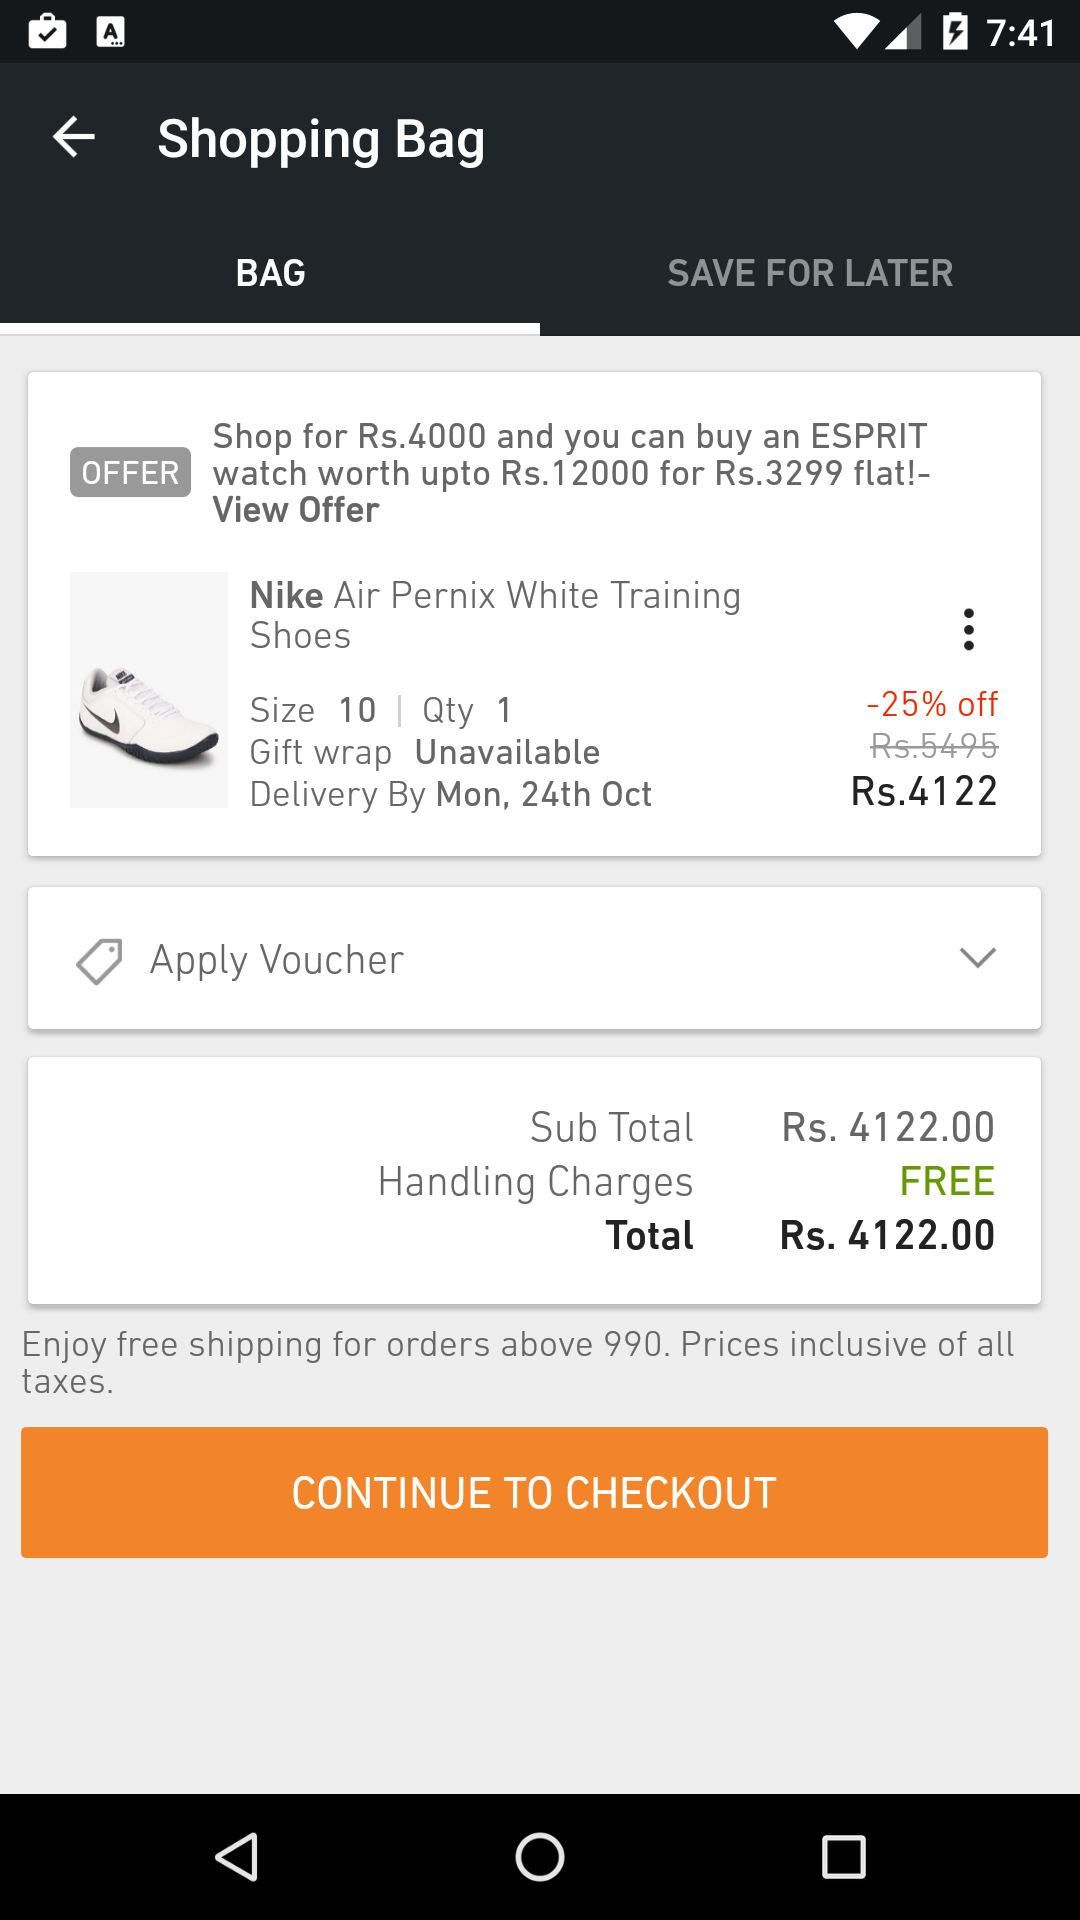 7:41
Shopping Bag
BAG
SAVE FOR LATER
OFFER
Shop for Rs.4000 and you can buy an ESPRIT
watch worth upto Rs.12000 for Rs.3299 flat!-
View Offer
Nike Air Pernix White Training
Shoes
Size 10 | Qty 1
-25% off
Gift wrap Unavailable
Rs.5495
Delivery By Mon, 24th Oct
Rs.4122
Apply Voucher
Sub Total Rs. 4122.00
Handling Charges FREE
Total Rs. 4122.00
Enjoy free shipping for orders above 990. Prices inclusive of all
taxes.
CONTINUE TO CHECKOUT